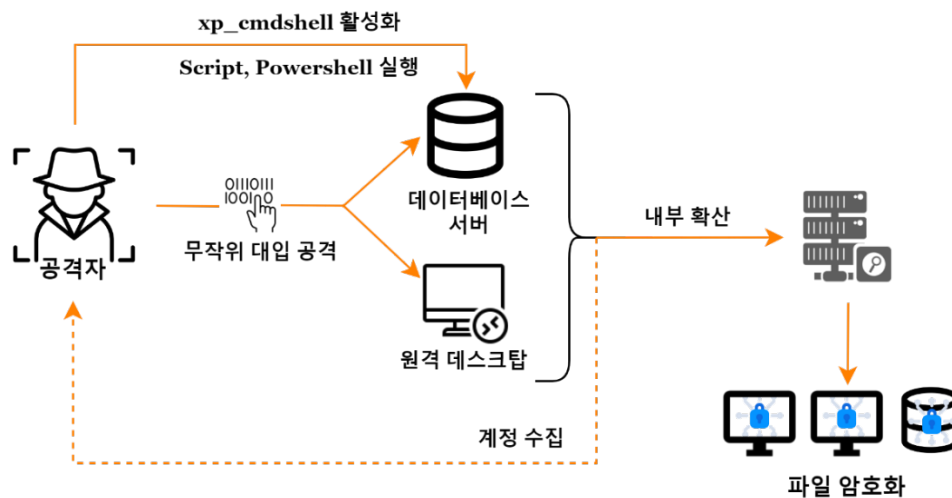 xp_cmdshell 활성화
Script, Powershell 실행
01110111
100110
무작위 대입 공격
공격자
데이터베이스
서버
원격 데스크탑
내부 확산
계정 수집
파일 암호화